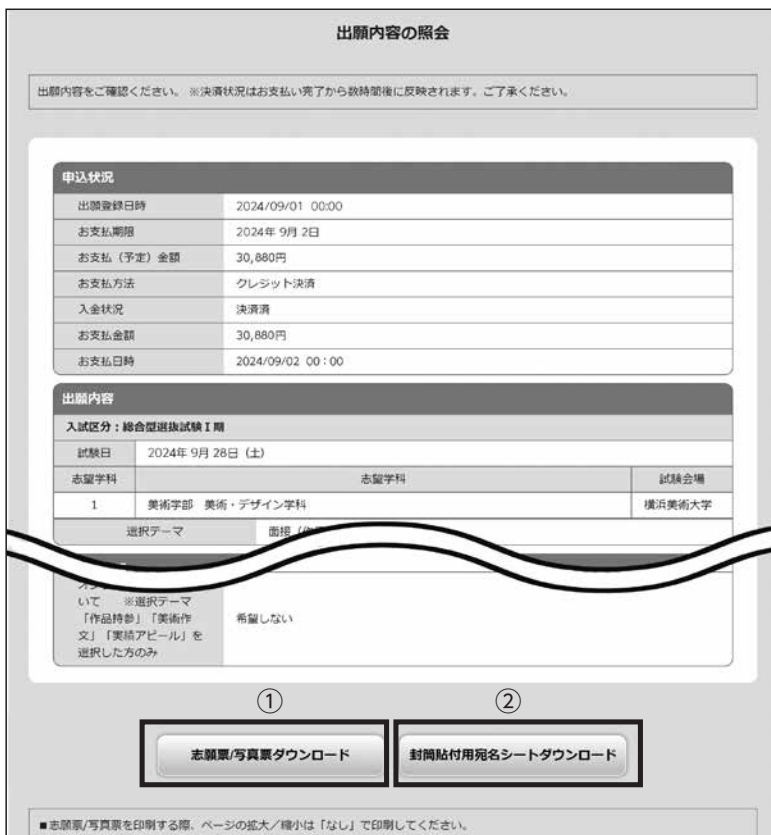 出願内容の照会
出願内容をご確認ください。 ※決済状況はお支払い完了から数時間後に反映されます。ご了承ください。
申込状況
出願登録日時 2024/09/01 00:00
お支払期限 2024年 9月 2日
お支払（予定）金額 30,880円
お支払方法 クレジット決済
入金状況 決済済
お支払金額 30,880円
お支払日時 2024/09/02 00：00
出願内容
入試区分：総合型選抜試験Ⅰ期
試験日 2024年 9月 28日（土）
志望学科 志望学科 試験会場
1 美術学部 美術・デザイン学科 横浜美術大学
選択テーマ 面接
いて ※選択テーマ
「作品持参」「美術作
文」「実績アピール」を
選択した方のみ
希望しない
① ②
志願票/写真票ダウンロード 封筒貼付用宛名シートダウンロード
■志願票/写真票を印刷する際、ページの拡大／縮小は「なし」で印刷してください。